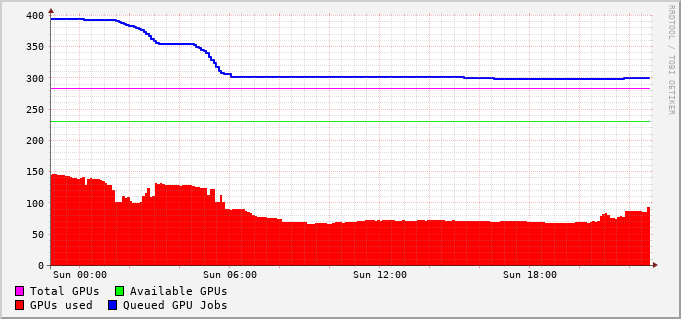 400
350
300
250
200
150
100
50
0
Sun 00:00 Sun 06:00 Sun 12:00 Sun 18:00
Total GPUs Available GPUs
GPUs used Queued GPU Jobs
RRDTOOL / TOBI OETIKER